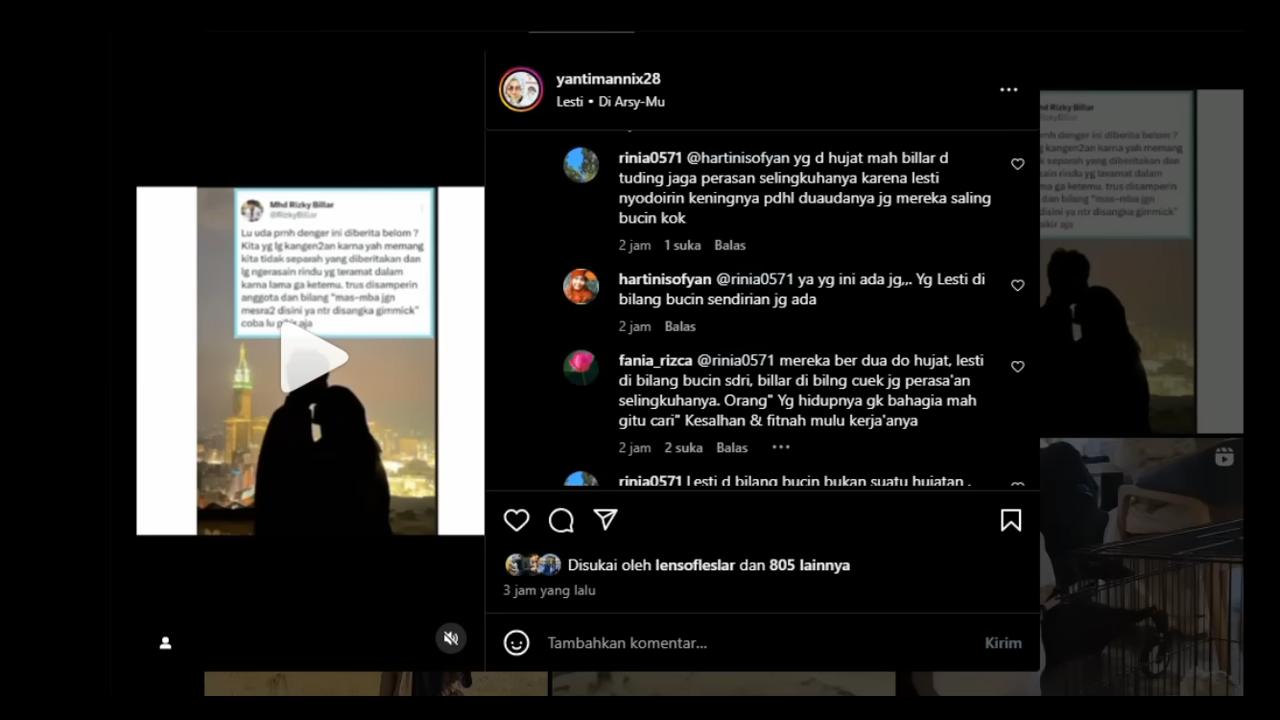 Mhd Rizky Billar
@RizkyBillar
Lu uda prnh denger ini diberita belom ?
Kita yg lg kangen2an karna yah memang
kita tidak separah yang diberitakan dan
lg ngerasain rindu yg teramat dalam
karna lama ga ketemu. trus disamperin
anggota dan bilang "mas-mba jgn
mesra2 disini ya ntr disangka gimmick"
coba lu aja
yantimannix28
Lesti • Di Arsy-Mu
rinia0571 @hartinisofyan yg d hujat mah billar d
tuding jaga perasan selingkuhanya karena lesti
nyodoirin keningnya pdhl duaudanya jg mereka saling
bucin kok
2 jam 1 suka Balas
hartinisofyan @rinia0571 ya yg ini ada jg,,. Yg Lesti di
bilang bucin sendirian jg ada
2 jam Balas
fania_rizca @rinia0571 mereka ber dua do hujat, lesti
di bilang bucin sdri, billar di bilng cuek jg perasa'an
selingkuhanya. Orang" Yg hidupnya gk bahagia mah
gitu cari" Kesalhan & fitnah mulu kerja'anya
2 jam 2 suka Balas
rinia0571 Lesti d bilang bucin bukan suatu hujatan .
Disukai oleh lensofleslar dan 805 lainnya
3 jam yang lalu
Tambahkan komentar... Kirim